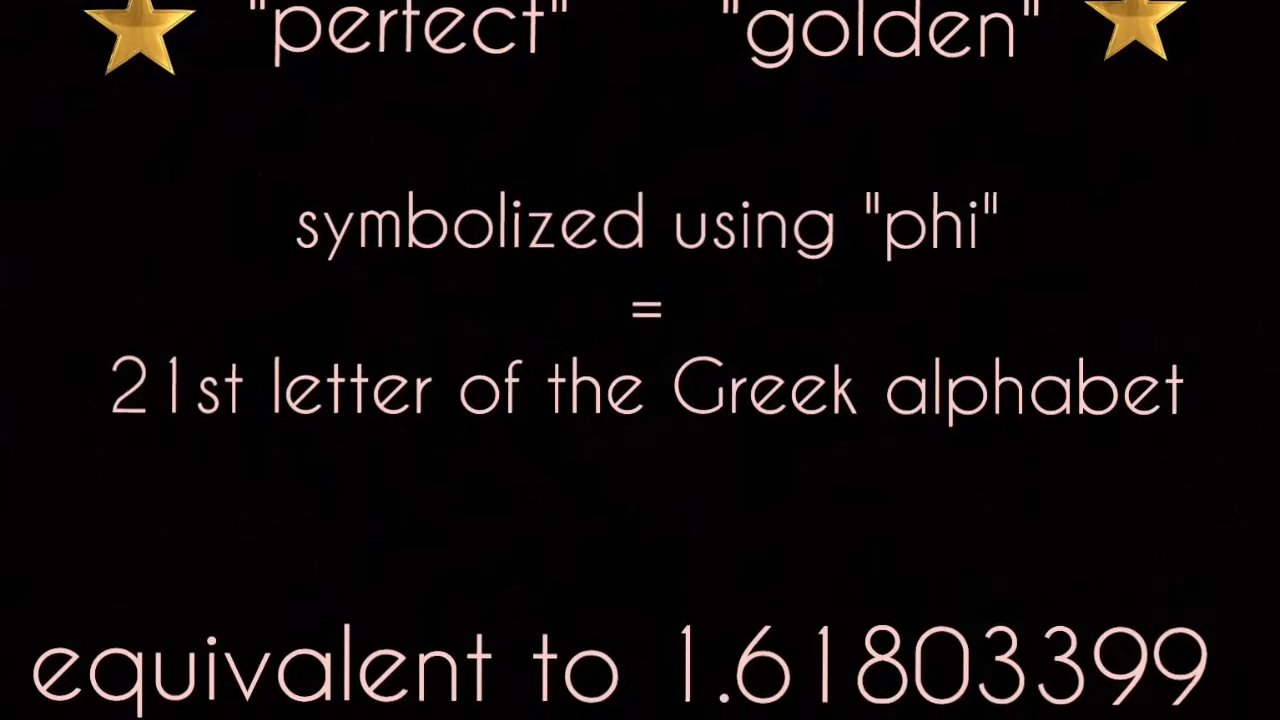 "perfect" "golden"
symbolized using "phi"
=
21st letter of the Greek alphabet
equivalent to 1.61803399